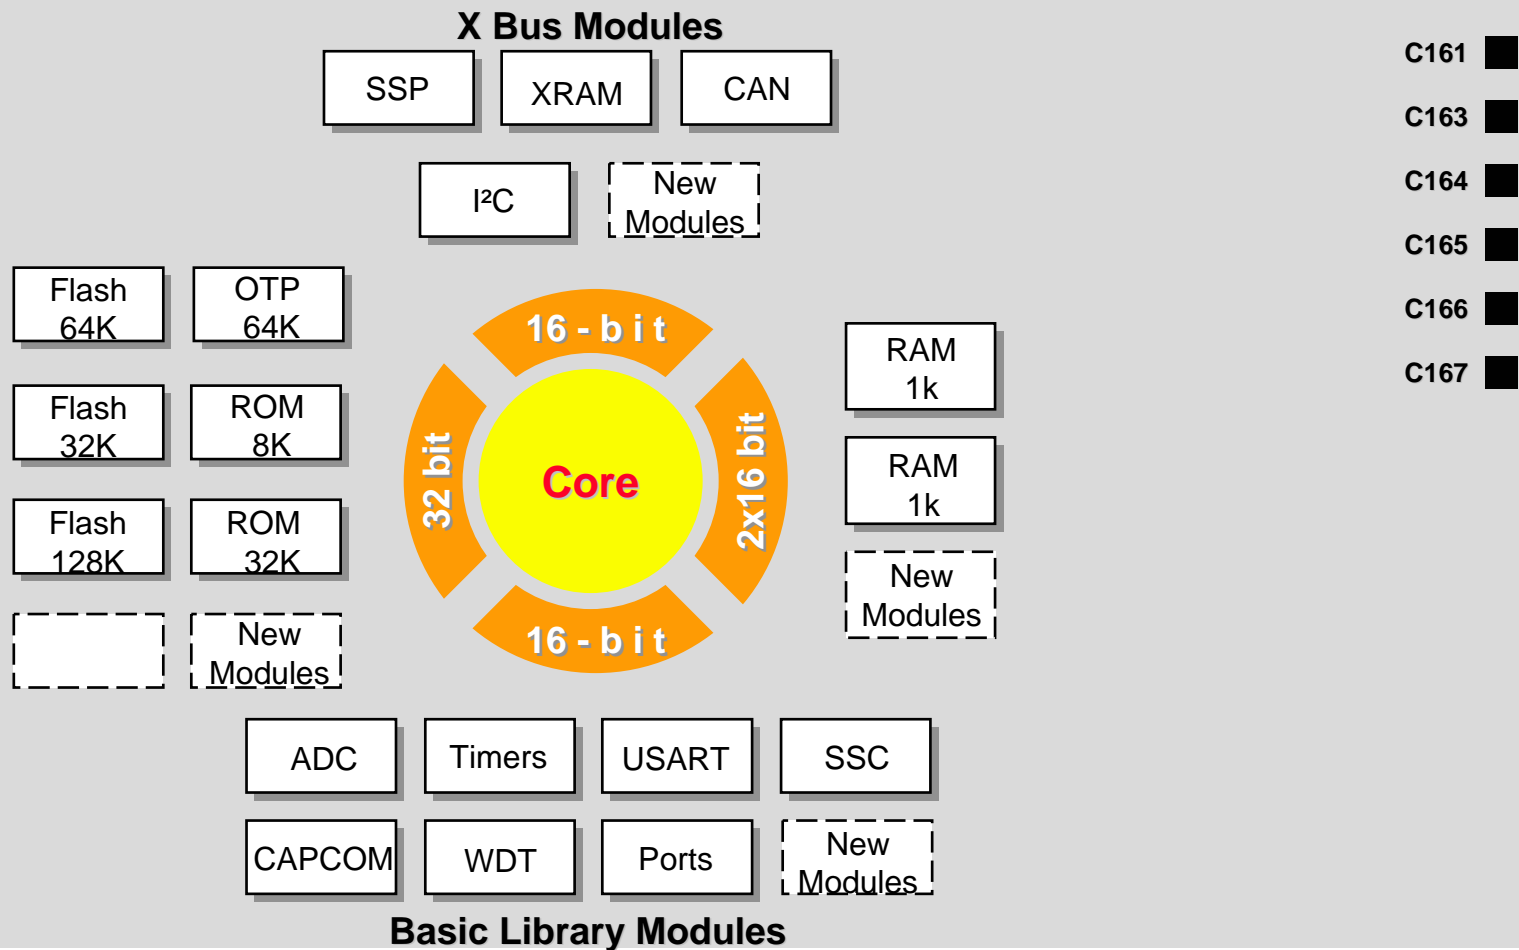 X Bus Modules
SSP
XRAM
CAN
I²C
New
Modules
Flash
64K
OTP
64K
Flash
32K
ROM
8K
Flash
128K
ROM
32K
New
Modules
16 - b i t
32 bit
Core
2x16 bit
16 - b i t
RAM
1k
RAM
1k
New
Modules
ADC
Timers
USART
SSC
CAPCOM
WDT
Ports
New
Modules
Basic Library Modules
C161
C163
C164
C165
C166
C167